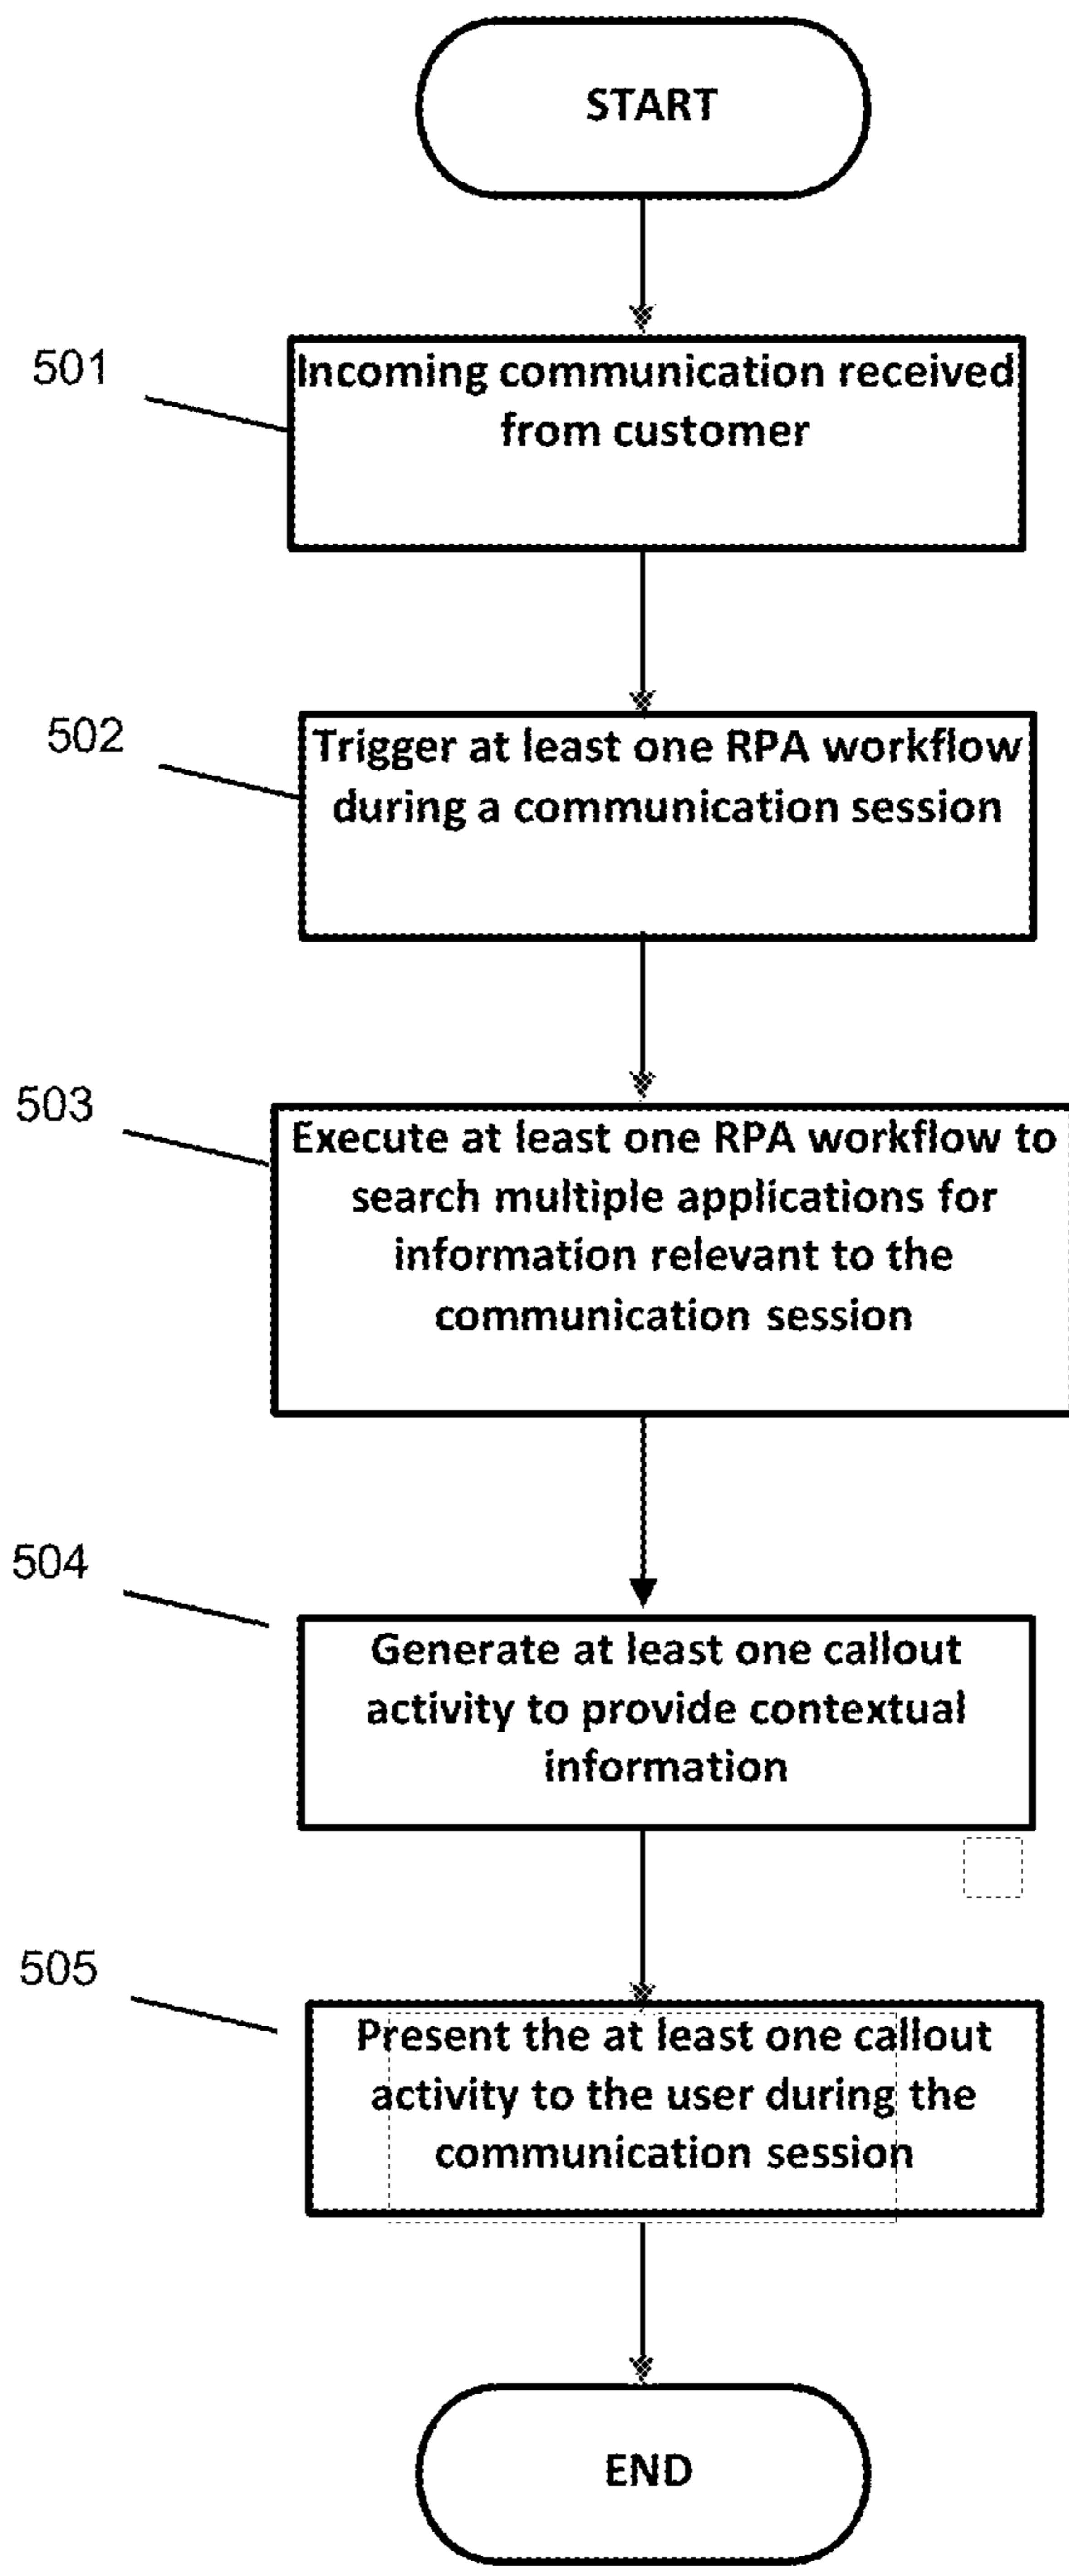 START
501
Incoming communication received
from customer
502
Trigger at least one RPA workflow
during a communication session
503
Execute at least one RPA workflow to
search multiple applications for
information relevant to the
communication session
504
Generate at least one callout
activity to provide contextual
information
505
Present the at least one callout
activity to the user during the
communication session
END